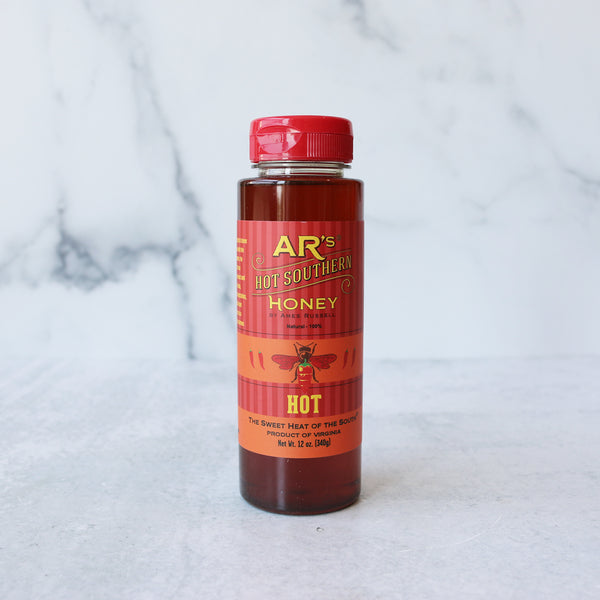 AR's
HOT SOUTHERN
HONEY
BY AMES RUSSELL
Natural - 100%
HOT
THE SWEET HEAT OF THE SOUTH
PRODUCT OF VIRGINIA
Net Wt. 12 oz. (340g)